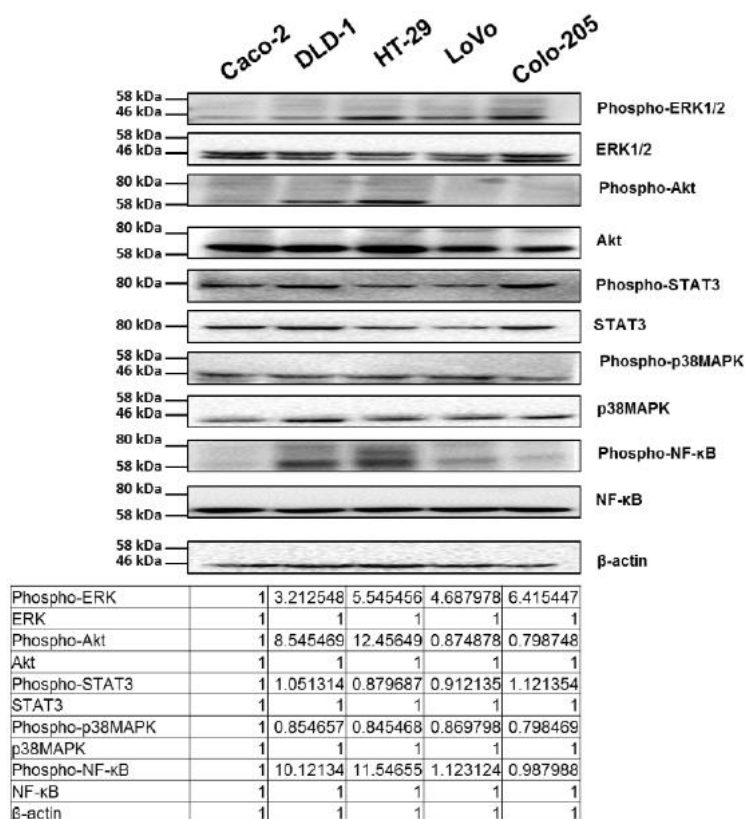 Caco-2 DLD-1 HT-29 LoVo Colo-205
58 kDa
46 kDa
Phospho-ERK1/2
58 kDa
46 kDa
ERK1/2
80 kDa
58 kDa
Phospho-Akt
80 kDa
58 kDa
Akt
80 kDa
Phospho-STAT3
80 kDa
STAT3
58 kDa
46 kDa
Phospho-p38MAPK
58 kDa
46 kDa
p38MAPK
80 kDa
58 kDa
Phospho-NF-κB
80 kDa
58 kDa
NF-κB
58 kDa
46 kDa
β-actin
Phospho-ERK 1 3.212548 5.545456 4.687978 6.415447
ERK 1 1 1 1 1
Phospho-Akt 1 8.545469 12.45649 0.874878 0.798748
Akt 1 1 1 1 1
Phospho-STAT3 1 1.051314 0.879687 0.912135 1.121354
STAT3 1 1 1 1 1
Phospho-p38MAPK 1 0.854657 0.845468 0.869798 0.798469
p38MAPK 1 1 1 1 1
Phospho-NF-κB 1 10.12134 11.54655 1.123124 0.987988
NF-κB 1 1 1 1 1
β-actin 1 1 1 1 1